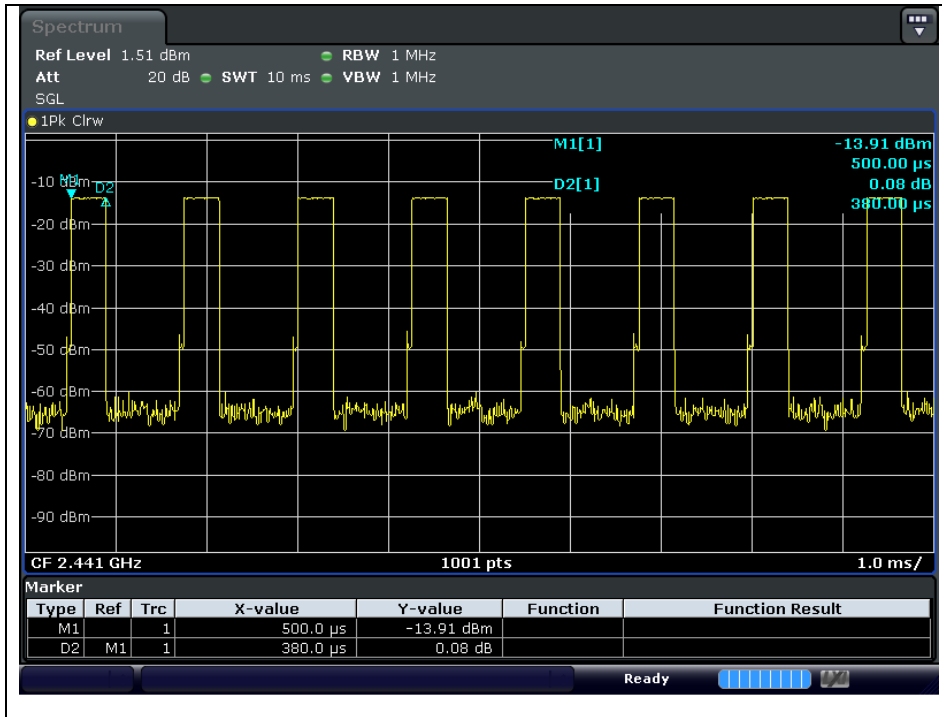 Spectrum
Ref Level 1.51 dBm RBW 1 MHz
Att 20 dB SWT 10 ms VBW 1 MHz
SGL
1Pk Clrw
M1[1] -13.91 dBm
500.00 µs
D2[1] 0.08 dB
380.00 µs
M1
D2
-10 dBm
-20 dBm
-30 dBm
-40 dBm
-50 dBm
-60 dBm
-70 dBm
-80 dBm
-90 dBm
CF 2.441 GHz 1001 pts 1.0 ms/
Marker
Type Ref Trc X-value Y-value Function Function Result
M1 1 500.0 µs -13.91 dBm
D2 M1 1 380.0 µs 0.08 dB
Ready